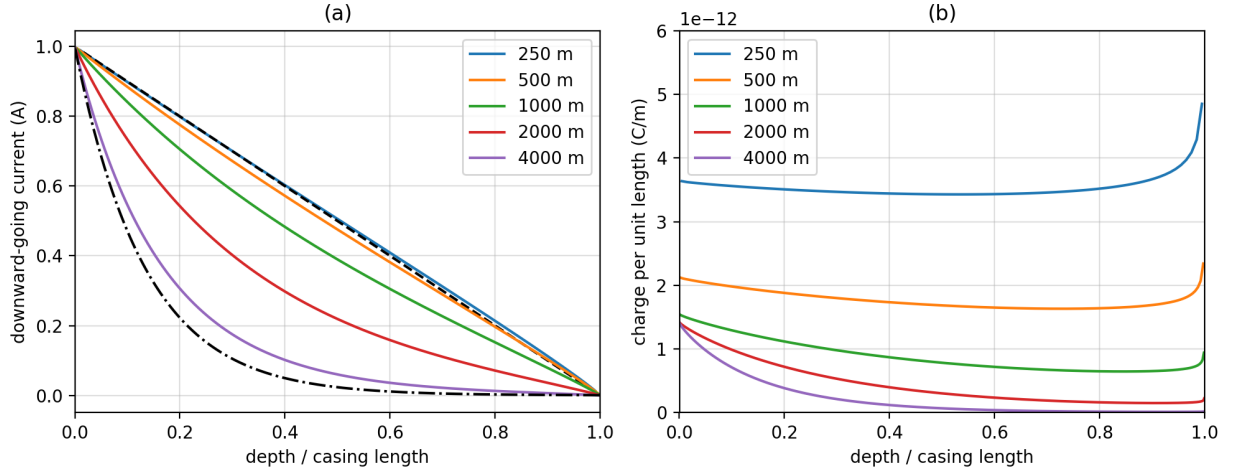 (a)
downward-going current (A)
1.0
0.8
0.6
0.4
0.2
0.0
250 m
500 m
1000 m
2000 m
4000 m
0.0 0.2 0.4 0.6 0.8 1.0
depth / casing length
(b)
1e−12
charge per unit length (C/m)
6
5
4
3
2
1
0
250 m
500 m
1000 m
2000 m
4000 m
0.0 0.2 0.4 0.6 0.8 1.0
depth / casing length